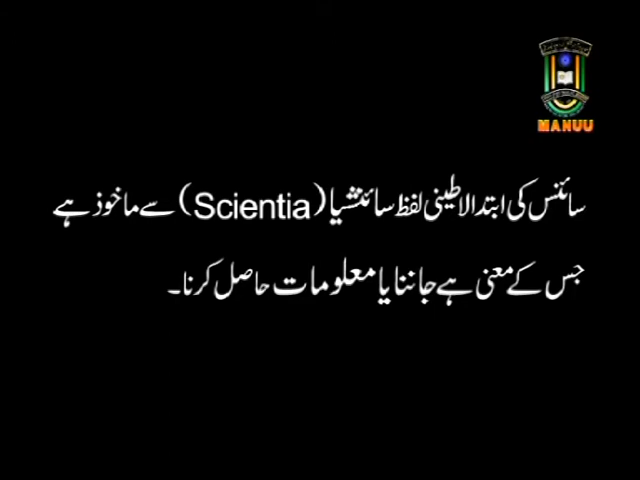 MANUU
سائنس کی ابتدا لاطینی لفظ سائنشیا (Scientia) سے ماخوذ ہے
جس کے معنی ہے جاننا یا معلومات حاصل کرنا۔